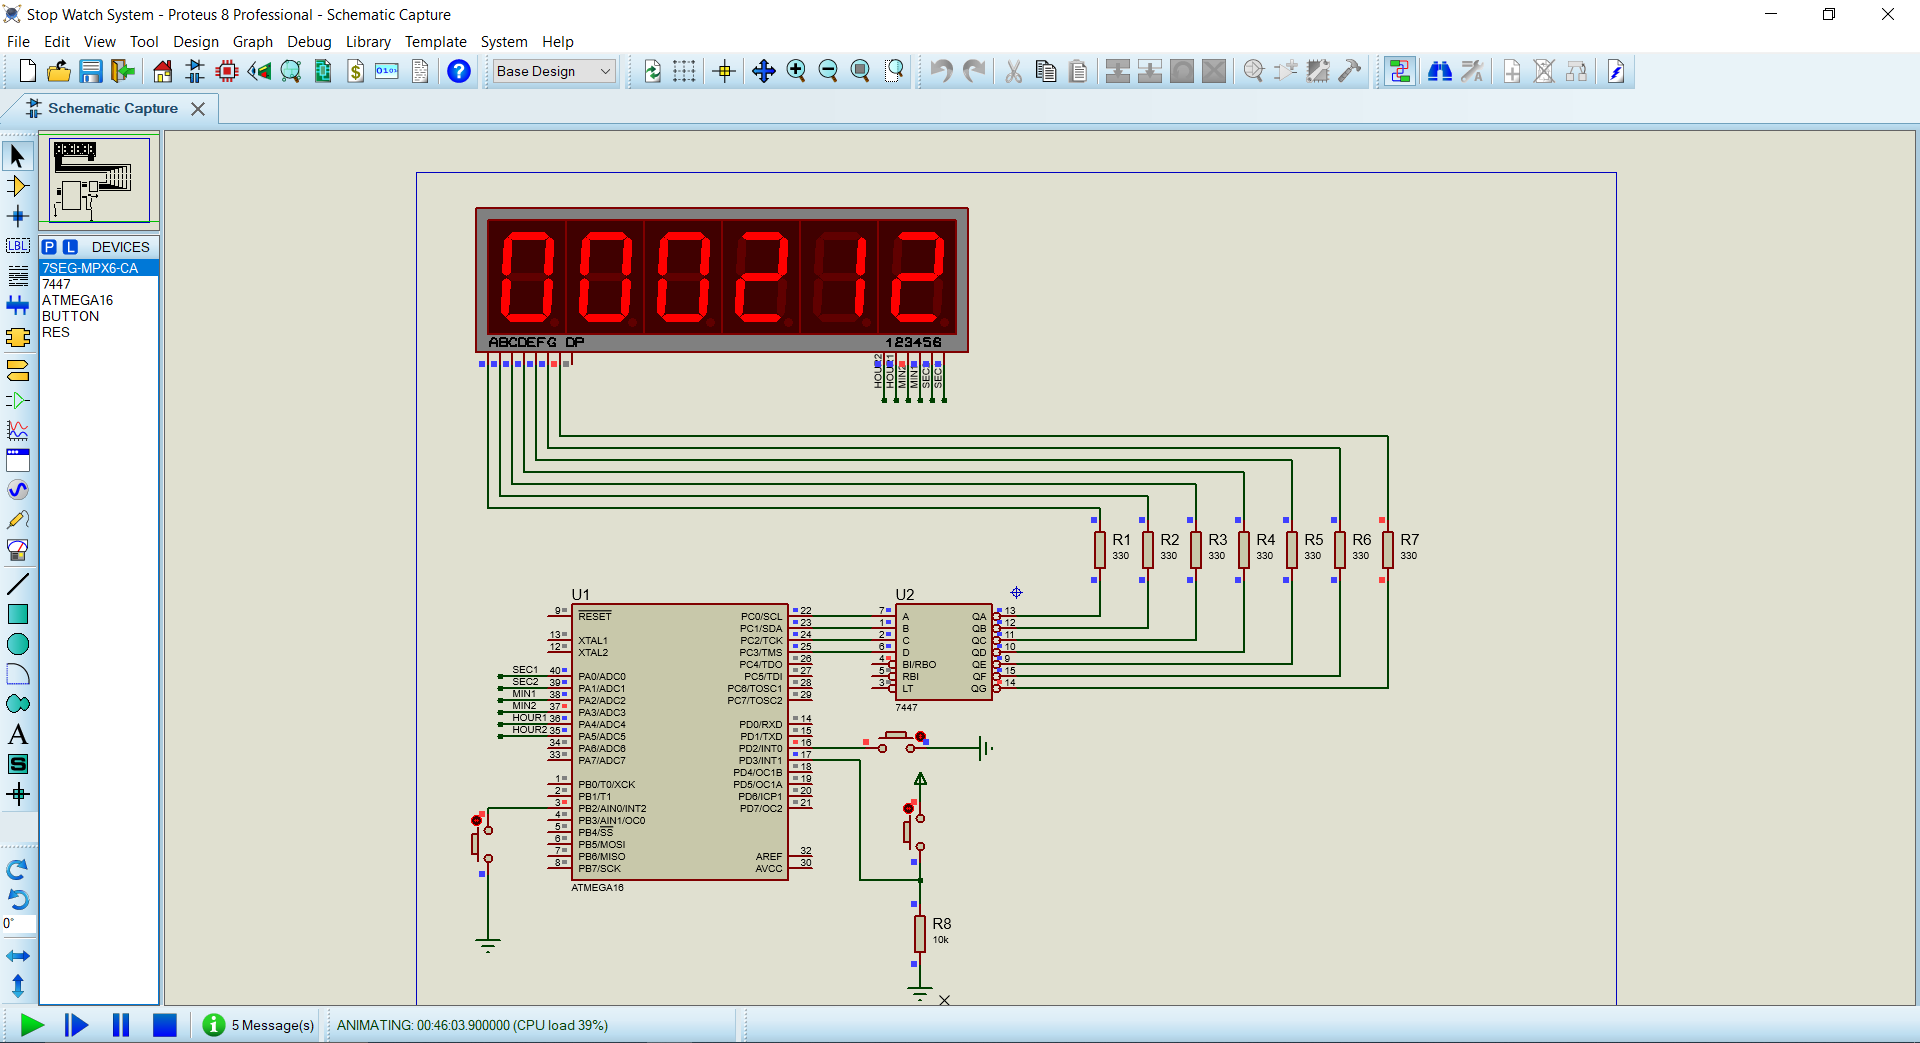 Stop Watch System - Proteus 8 Professional - Schematic Capture
File Edit View Tool Design Graph Debug Library Template System Help
Base Design
Schematic Capture
P L DEVICES
7SEG-MPX6-CA
7447
ATMEGA16
BUTTON
RES
LBL
A
S
0°
000212
ABCDEFG DP
123456
HOUR2
HOUR1
MIN2
MIN1
SEC2
SEC1
R1
330
R2
330
R3
330
R4
330
R5
330
R6
330
R7
330
U1
9 RESET
13 XTAL1
12 XTAL2
SEC1 40 PA0/ADC0
SEC2 39 PA1/ADC1
MIN1 38 PA2/ADC2
MIN2 37 PA3/ADC3
HOUR1 36 PA4/ADC4
HOUR2 35 PA5/ADC5
34 PA6/ADC6
33 PA7/ADC7
1 PB0/T0/XCK
2 PB1/T1
3 PB2/AIN0/INT2
4 PB3/AIN1/OC0
5 PB4/SS
6 PB5/MOSI
7 PB6/MISO
8 PB7/SCK
PC0/SCL 22
PC1/SDA 23
PC2/TCK 24
PC3/TMS 25
PC4/TDO 26
PC5/TDI 27
PC6/TOSC1 28
PC7/TOSC2 29
PD0/RXD 14
PD1/TXD 15
PD2/INT0 16
PD3/INT1 17
PD4/OC1B 18
PD5/OC1A 19
PD6/ICP1 20
PD7/OC2 21
AREF 32
AVCC 30
ATMEGA16
U2
7 A QA 13
1 B QB 12
2 C QC 11
6 D QD 10
4 BI/RBO QE 9
5 RBI QF 15
3 LT QG 14
7447
R8
10k
5 Message(s)
ANIMATING: 00:46:03.900000 (CPU load 39%)